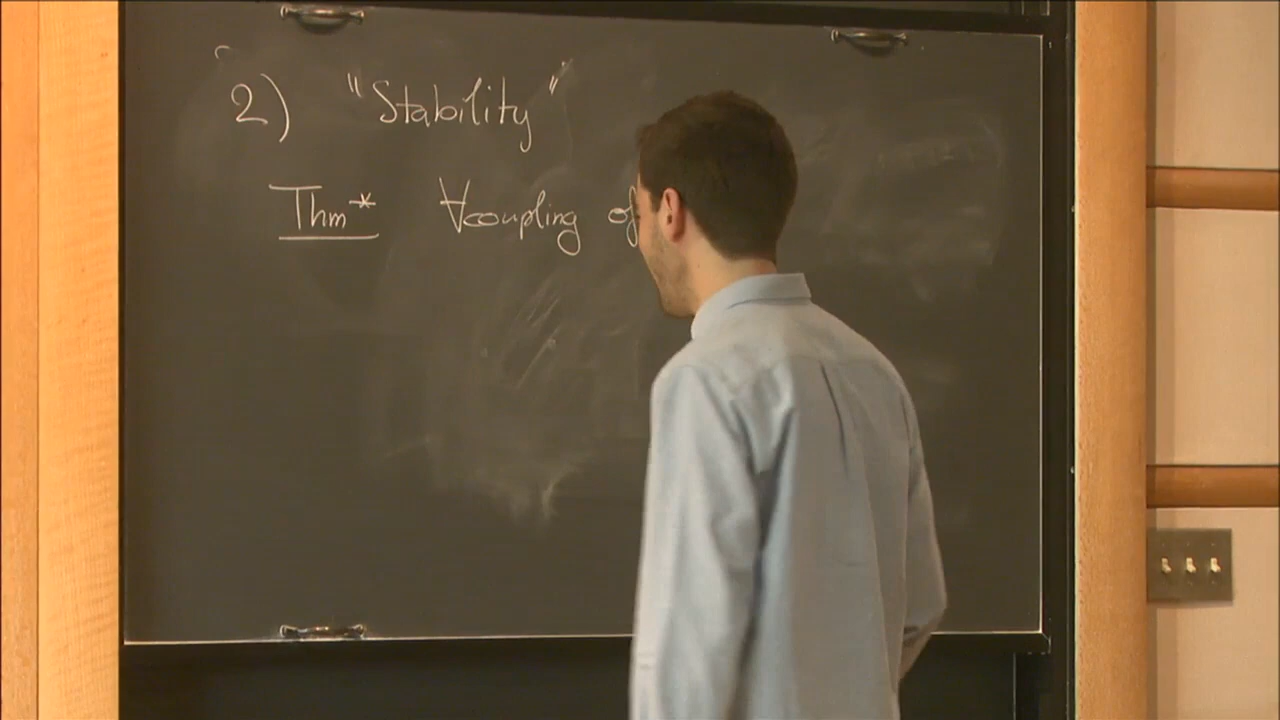 2) "Stability"
Thm* ∀coupling of